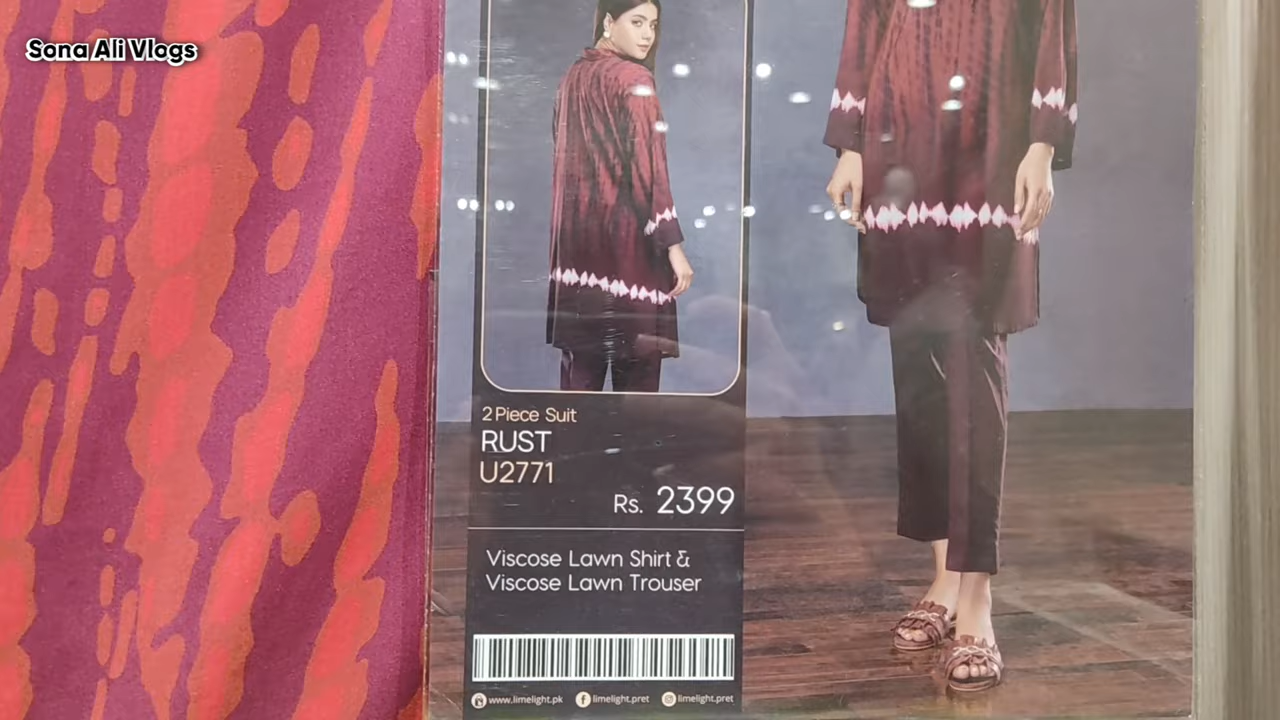 Sona Ali Vlogs
2 Piece Suit
RUST
U2771
Rs. 2399
Viscose Lawn Shirt &
Viscose Lawn Trouser
www.limelight.pk limelight.pret limelight.pret